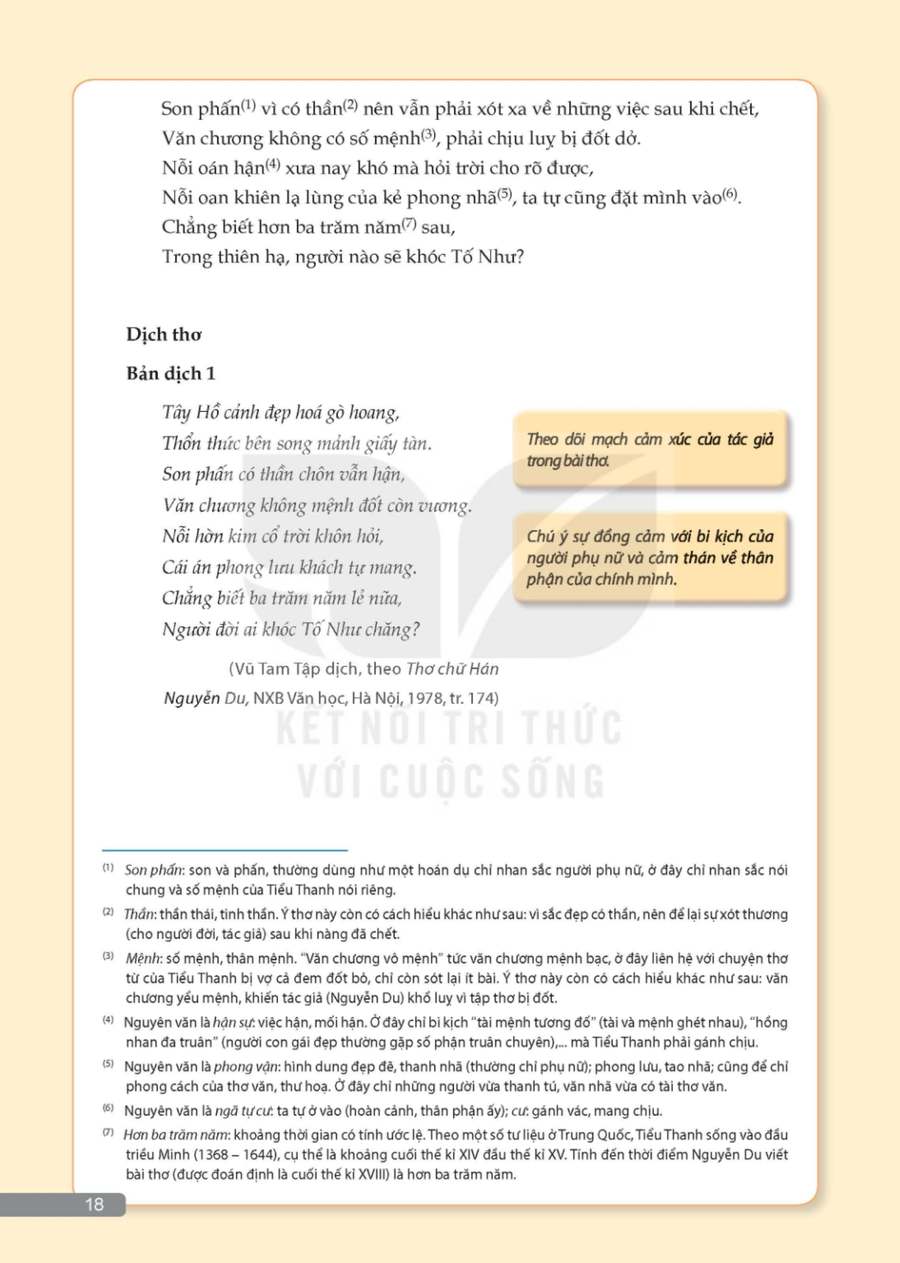 Son phấn(1) vì có thần(2) nên vẫn phải xót xa về những việc sau khi chết,
Văn chương không có số mệnh(3), phải chịu luỵ bị đốt dở.
Nỗi oán hận(4) xưa nay khó mà hỏi trời cho rõ được,
Nỗi oan khiên lạ lùng của kẻ phong nhã(5), ta tự cũng đặt mình vào(6).
Chẳng biết hơn ba trăm năm(7) sau,
Trong thiên hạ, người nào sẽ khóc Tố Như?
Dịch thơ
Bản dịch 1
Tây Hồ cảnh đẹp hoá gò hoang,
Thổn thức bên song mảnh giấy tàn.
Son phấn có thần chôn vẫn hận,
Văn chương không mệnh đốt còn vương.
Nỗi hờn kim cổ trời khôn hỏi,
Cái án phong lưu khách tự mang.
Chẳng biết ba trăm năm lẻ nữa,
Người đời ai khóc Tố Như chăng?
(Vũ Tam Tập dịch, theo Thơ chữ Hán
Nguyễn Du, NXB Văn học, Hà Nội, 1978, tr. 174)
Theo dõi mạch cảm xúc của tác giả
trong bài thơ.
Chú ý sự đồng cảm với bi kịch của
người phụ nữ và cảm thán về thân
phận của chính mình.
KẾT NỐI TRI THỨC
VỚI CUỘC SỐNG
(1) Son phấn: son và phấn, thường dùng như một hoán dụ chỉ nhan sắc người phụ nữ, ở đây chỉ nhan sắc nói
chung và số mệnh của Tiểu Thanh nói riêng.
(2) Thần: thần thái, tinh thần. Ý thơ này còn có cách hiểu khác như sau: vì sắc đẹp có thần, nên để lại sự xót thương
(cho người đời, tác giả) sau khi nàng đã chết.
(3) Mệnh: số mệnh, thân mệnh. "Văn chương vô mệnh" tức văn chương mệnh bạc, ở đây liên hệ với chuyện thơ
từ của Tiểu Thanh bị vợ cả đem đốt bỏ, chỉ còn sót lại ít bài. Ý thơ này còn có cách hiểu khác như sau: văn
chương yểu mệnh, khiến tác giả (Nguyễn Du) khổ luỵ vì tập thơ bị đốt.
(4) Nguyên văn là hận sự: việc hận, mối hận. Ở đây chỉ bi kịch "tài mệnh tương đố" (tài và mệnh ghét nhau), "hồng
nhan đa truân" (người con gái đẹp thường gặp số phận truân chuyên),... mà Tiểu Thanh phải gánh chịu.
(5) Nguyên văn là phong vận: hình dung đẹp đẽ, thanh nhã (thường chỉ phụ nữ); phong lưu, tao nhã; cũng để chỉ
phong cách của thơ văn, thư hoạ. Ở đây chỉ những người vừa thanh tú, văn nhã vừa có tài thơ văn.
(6) Nguyên văn là ngã tự cư: ta tự ở vào (hoàn cảnh, thân phận ấy); cư: gánh vác, mang chịu.
(7) Hơn ba trăm năm: khoảng thời gian có tính ước lệ. Theo một số tư liệu ở Trung Quốc, Tiểu Thanh sống vào đầu
triều Minh (1368 – 1644), cụ thể là khoảng cuối thế kỉ XIV đầu thế kỉ XV. Tính đến thời điểm Nguyễn Du viết
bài thơ (được đoán định là cuối thế kỉ XVIII) là hơn ba trăm năm.
18